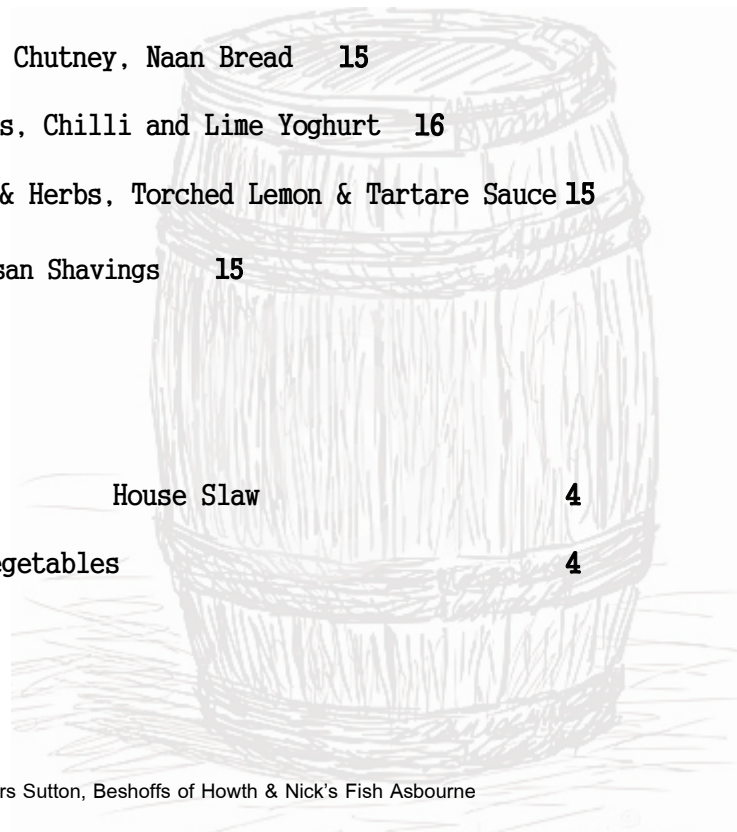 Chutney, Naan Bread 15
s, Chilli and Lime Yoghurt 16
& Herbs, Torched Lemon & Tartare Sauce 15
san Shavings 15
House Slaw 4
egetables 4
rs Sutton, Beshoffs of Howth & Nick's Fish Asbourne